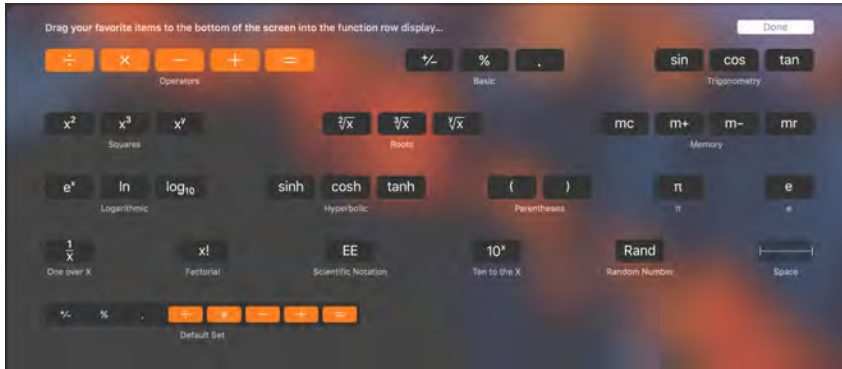 Drag your favorite items to the bottom of the screen into the function row display... Done
÷ × − + = +⁄- % . sin cos tan
Operators Basic Trigonometry
x² x³ xʸ ²√x ³√x ʸ√x mc m+ m− mr
Squares Roots Memory
eˣ ln log₁₀ sinh cosh tanh ( ) π e
Logarithmic Hyperbolic Parentheses π e
1/x x! EE 10ˣ Rand
One over X Factorial Scientific Notation Ten to the X Random Number Space
+⁄- % . ÷ × − + =
Default Set